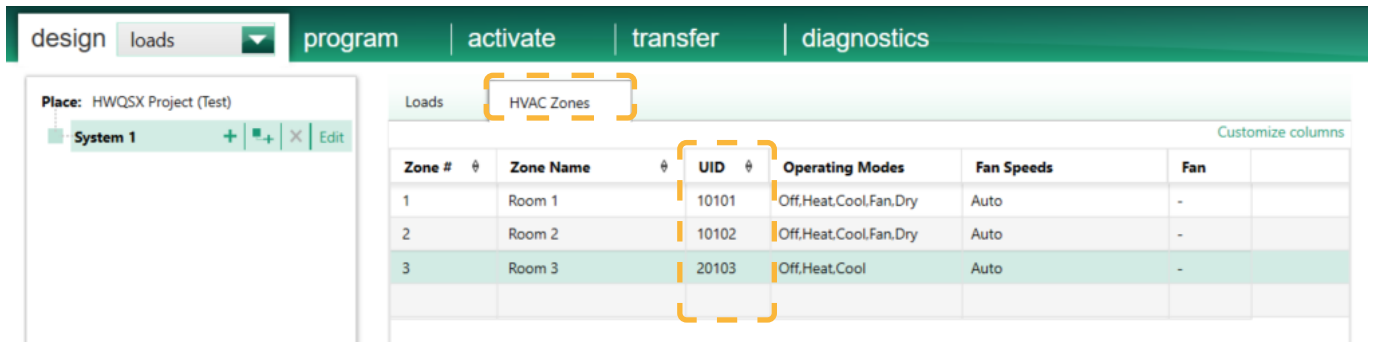 design loads program activate transfer diagnostics
Place: HWQSX Project (Test)
System 1 Edit
Loads HVAC Zones
Customize columns
Zone # Zone Name UID Operating Modes Fan Speeds Fan
1 Room 1 10101 Off,Heat,Cool,Fan,Dry Auto -
2 Room 2 10102 Off,Heat,Cool,Fan,Dry Auto -
3 Room 3 20103 Off,Heat,Cool Auto -